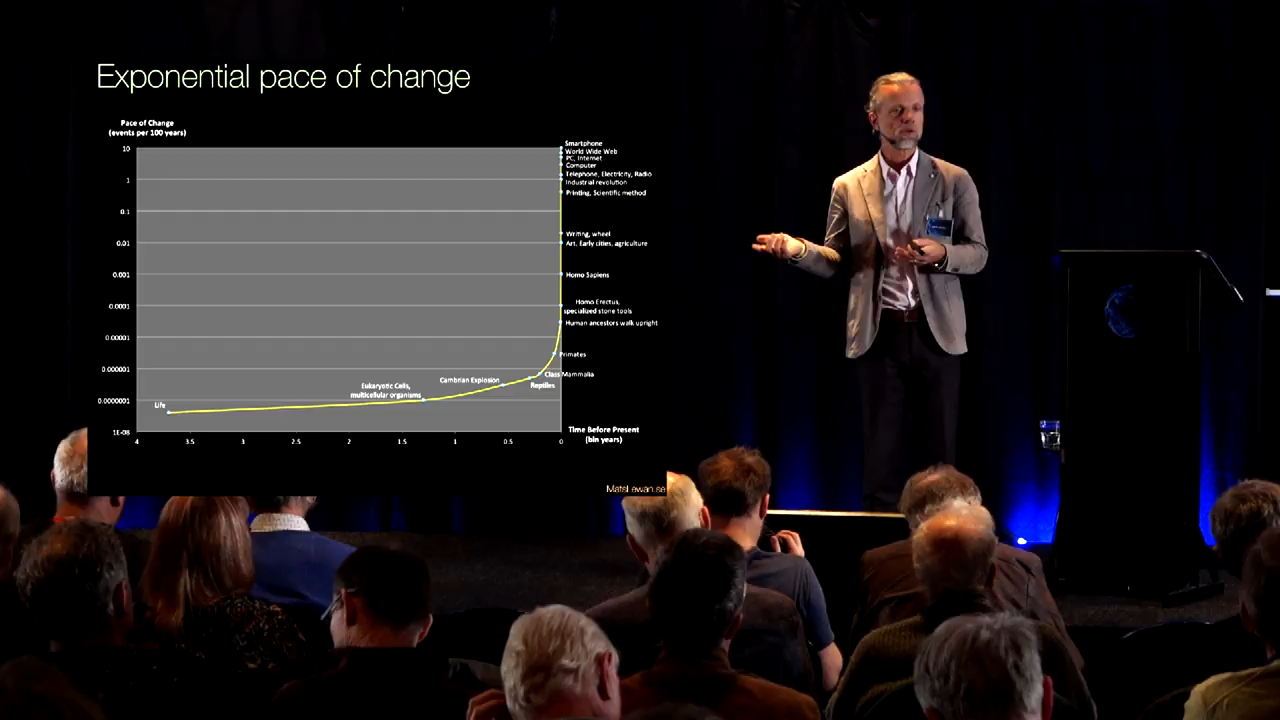 Exponential pace of change
Pace of Change
(events per 100 years)
10
1
0.1
0.01
0.001
0.0001
0.00001
0.000001
0.0000001
1E-08
4
3.5
3
2.5
2
1.5
1
0.5
0
Time Before Present
(bln years)
Life
Eukaryotic Cells,
multicellular organisms
Cambrian Explosion
Reptiles
Class Mammalia
Primates
Human ancestors walk upright
Homo Erectus,
specialized stone tools
Homo Sapiens
Art, Early cities, agriculture
Writing, wheel
Printing, Scientific method
Industrial revolution
Telephone, Electricity, Radio
Computer
PC, Internet
World Wide Web
Smartphone
MatsLewan.se